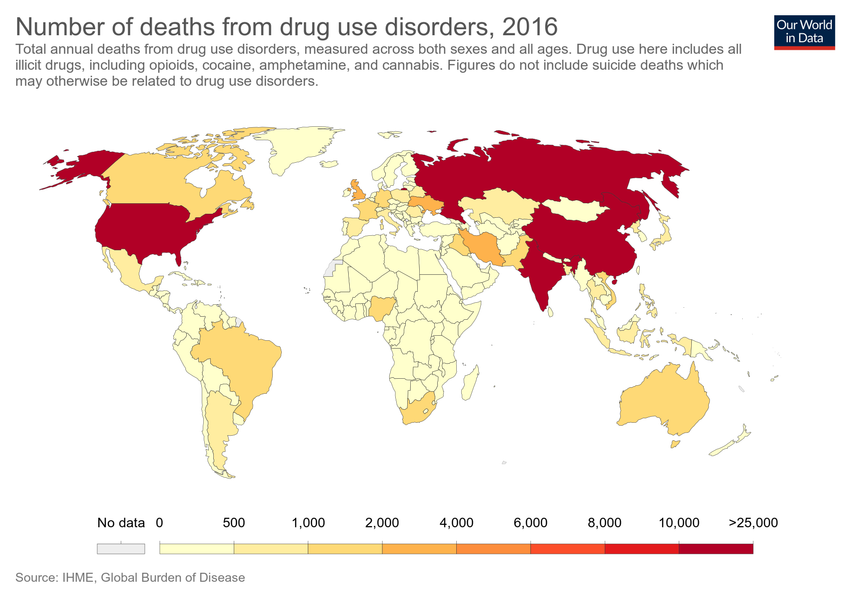 Number of deaths from drug use disorders, 2016
Our World
in Data
Total annual deaths from drug use disorders, measured across both sexes and all ages. Drug use here includes all
illicit drugs, including opioids, cocaine, amphetamine, and cannabis. Figures do not include suicide deaths which
may otherwise be related to drug use disorders.
No data 0 500 1,000 2,000 4,000 6,000 8,000 10,000 >25,000
Source: IHME, Global Burden of Disease